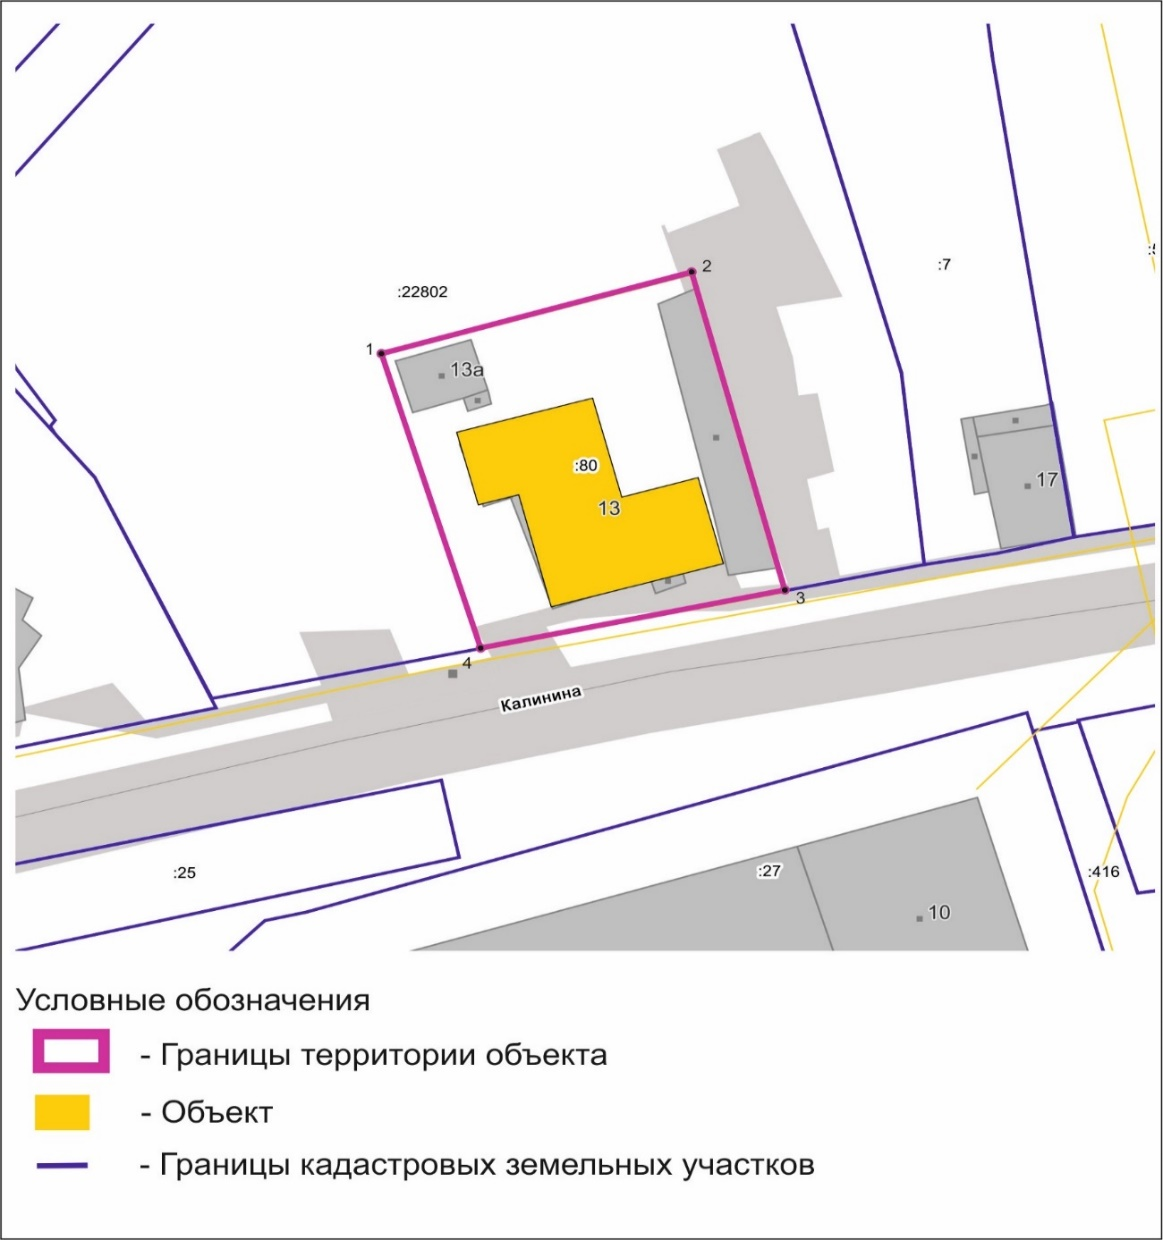 :7
:22802
2
1
13а
:80
17
13
3
4
Калинина
:25
:27
:416
10
Условные обозначения
- Границы территории объекта
- Объект
- Границы кадастровых земельных участков